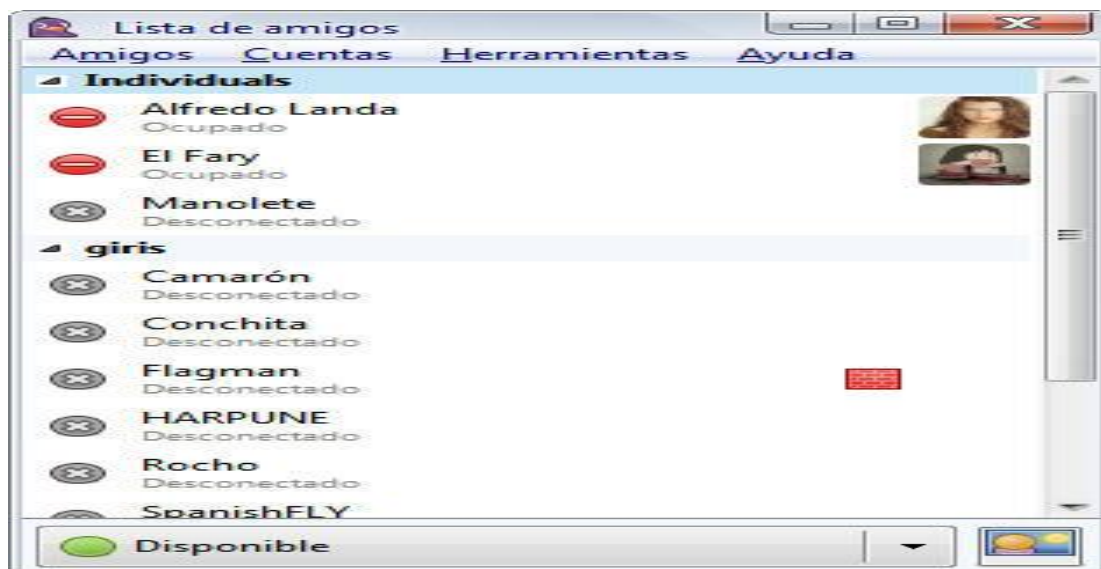 Lista de amigos
Amigos Cuentas Herramientas Ayuda
Individuals
Alfredo Landa
Ocupado
El Fary
Ocupado
Manolete
Desconectado
giris
Camarón
Desconectado
Conchita
Desconectado
Flagman
Desconectado
HARPUNE
Desconectado
Rocho
Desconectado
SpanishFLY
Disponible